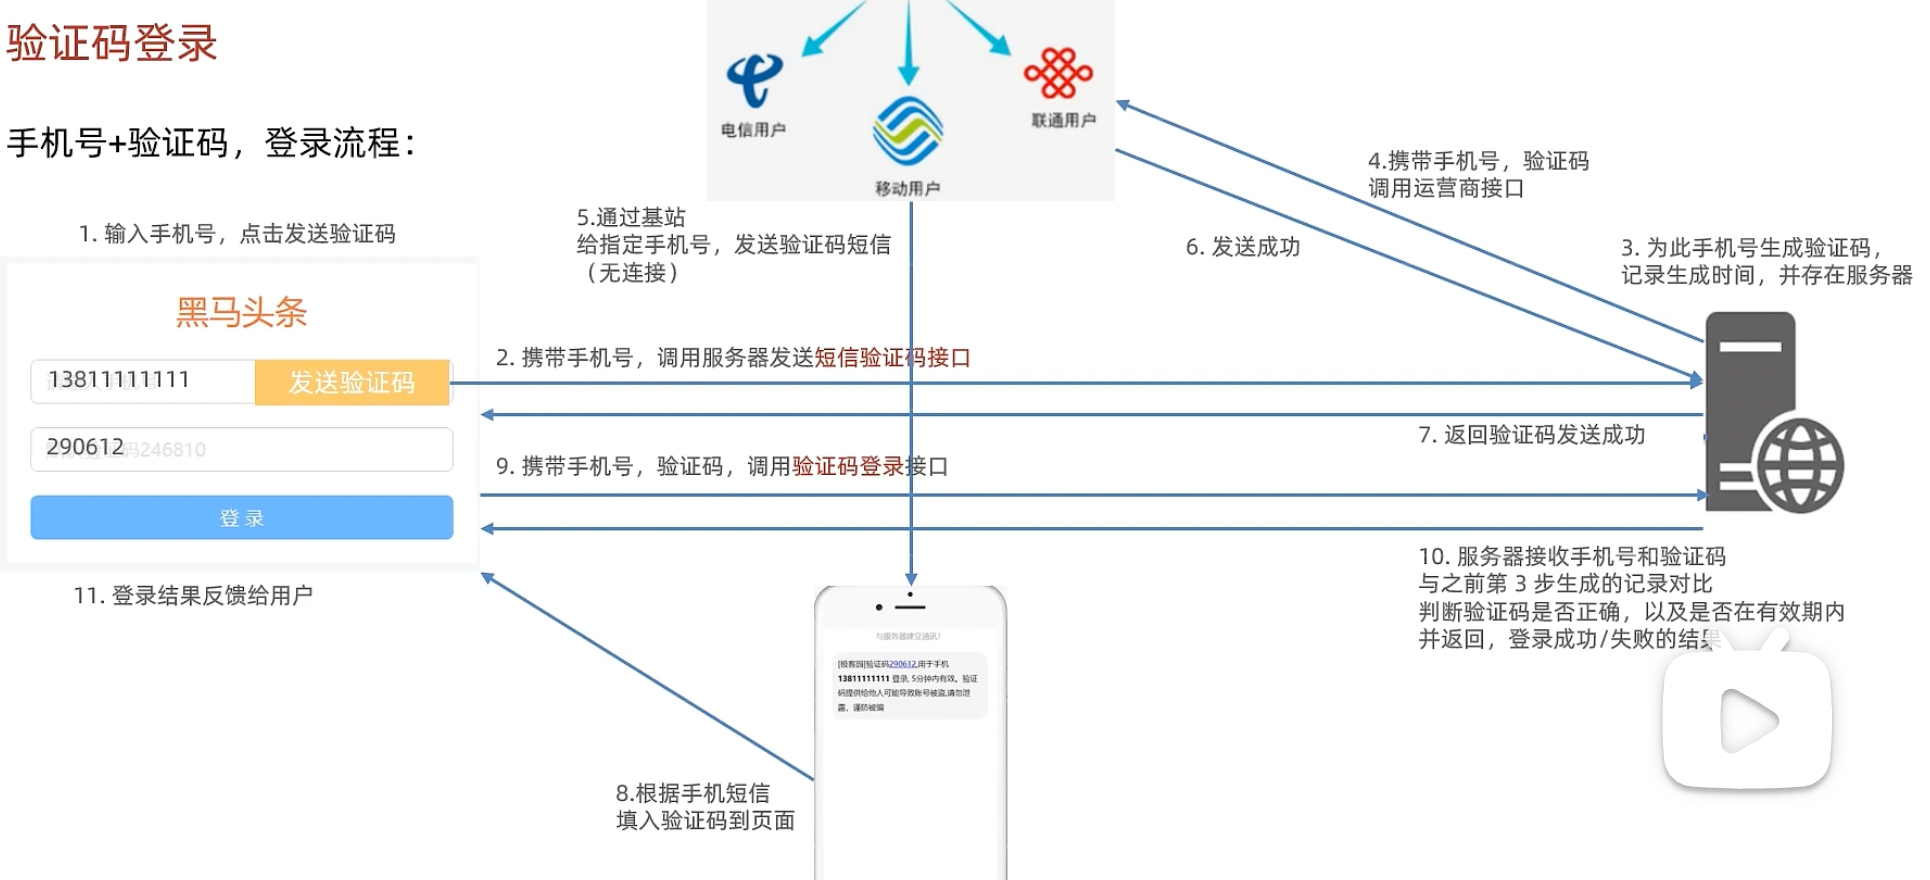 验证码登录
手机号+验证码，登录流程：
电信用户
移动用户
联通用户
1. 输入手机号，点击发送验证码
黑马头条
13811111111
发送验证码
290612
码246810
登 录
11. 登录结果反馈给用户
5.通过基站
给指定手机号，发送验证码短信
（无连接）
4.携带手机号，验证码
调用运营商接口
6. 发送成功
3. 为此手机号生成验证码，
记录生成时间，并存在服务器
2. 携带手机号，调用服务器发送短信验证码接口
7. 返回验证码发送成功
9. 携带手机号，验证码，调用验证码登录接口
10. 服务器接收手机号和验证码
与之前第 3 步生成的记录对比
判断验证码是否正确，以及是否在有效期内
并返回，登录成功/失败的结果
与服务器建立通讯!
[极客园]验证码290612,用于手机
13811111111 登录, 5分钟内有效。验证
码提供给他人可能导致账号被盗,请勿泄
露，谨防被骗
8.根据手机短信
填入验证码到页面